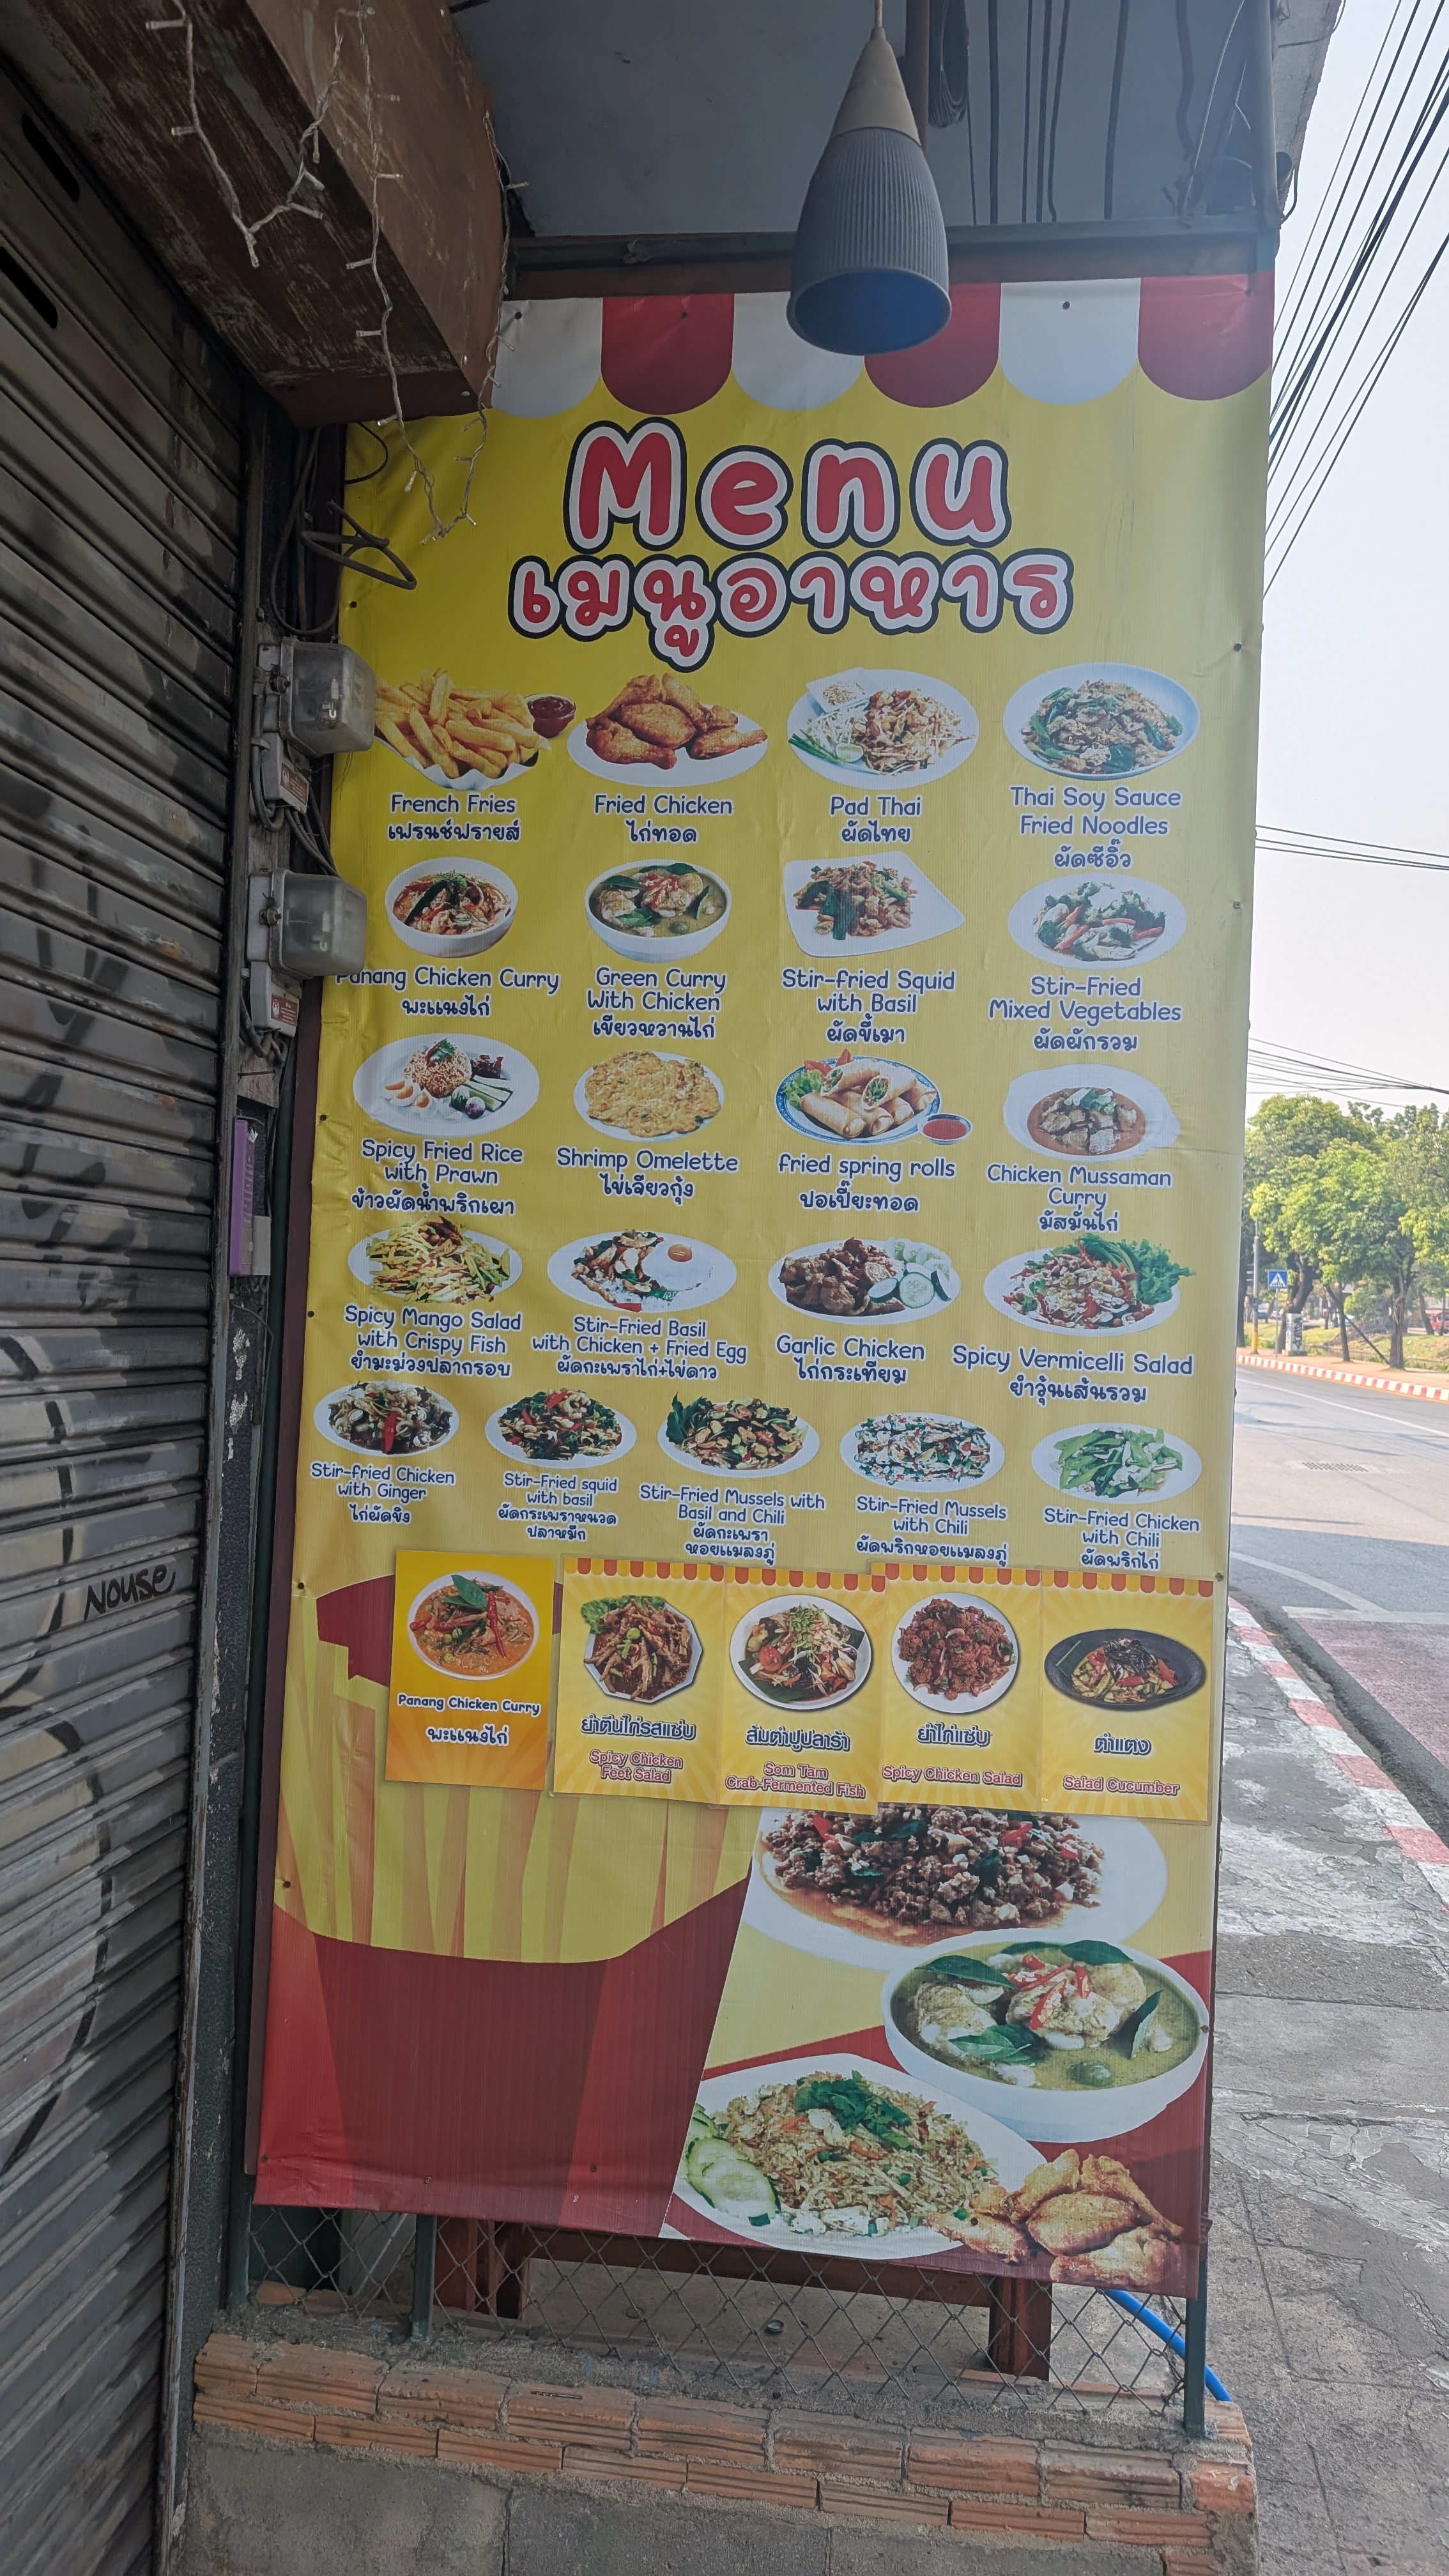 Menu
เมนูอาหาร
French Fries
เฟรนช์ฟรายส์
Fried Chicken
ไก่ทอด
Pad Thai
ผัดไทย
Thai Soy Sauce
Fried Noodles
ผัดซีอิ๊ว
Panang Chicken Curry
พะแนงไก่
Green Curry
With Chicken
เขียวหวานไก่
Stir-fried Squid
with Basil
ผัดขี้เมา
Stir-Fried
Mixed Vegetables
ผัดผักรวม
Spicy Fried Rice
with Prawn
ข้าวผัดน้ำพริกเผา
Shrimp Omelette
ไข่เจียวกุ้ง
fried spring rolls
ปอเปี๊ยะทอด
Chicken Mussaman
Curry
มัสมั่นไก่
Spicy Mango Salad
with Crispy Fish
ยำมะม่วงปลากรอบ
Stir-Fried Basil
with Chicken + Fried Egg
ผัดกะเพราไก่+ไข่ดาว
Garlic Chicken
ไก่กระเทียม
Spicy Vermicelli Salad
ยำวุ้นเส้นรวม
Stir-fried Chicken
with Ginger
ไก่ผัดขิง
Stir-Fried squid
with basil
ผัดกระเพราหนวด
ปลาหมึก
Stir-Fried Mussels with
Basil and Chili
ผัดกะเพรา
หอยแมลงภู่
Stir-Fried Mussels
with Chili
ผัดพริกหอยแมลงภู่
Stir-Fried Chicken
with Chili
ผัดพริกไก่
Panang Chicken Curry
พะแนงไก่
ยำตีนไก่รสแซ่บ
Spicy Chicken
Feet Salad
ส้มตำปูปลาร้า
Som Tam
Crab-Fermented Fish
ยำไก่แซ่บ
Spicy Chicken Salad
ตำแตง
Salad Cucumber
NOUSE